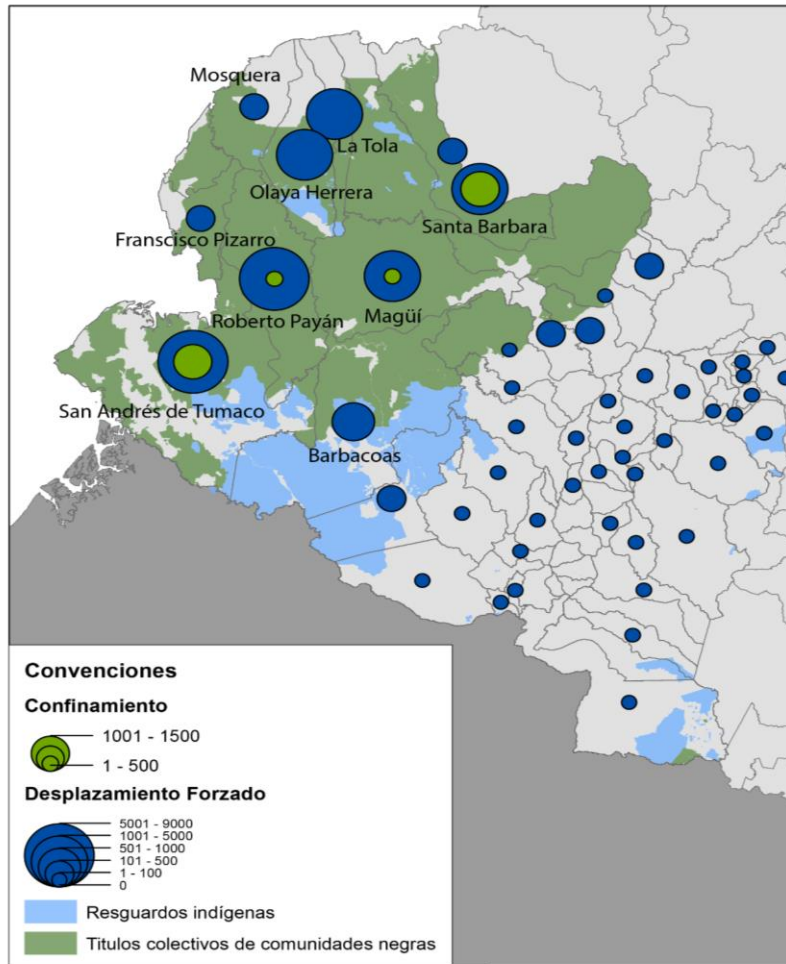 Mosquera
La Tola
Olaya Herrera
Santa Barbara
Franscisco Pizarro
Roberto Payán
Magüí
San Andrés de Tumaco
Barbacoas
Convenciones
Confinamiento
1001 - 1500
1 - 500
Desplazamiento Forzado
5001 - 9000
1001 - 5000
501 - 1000
101 - 500
1 - 100
0
Resguardos indígenas
Titulos colectivos de comunidades negras